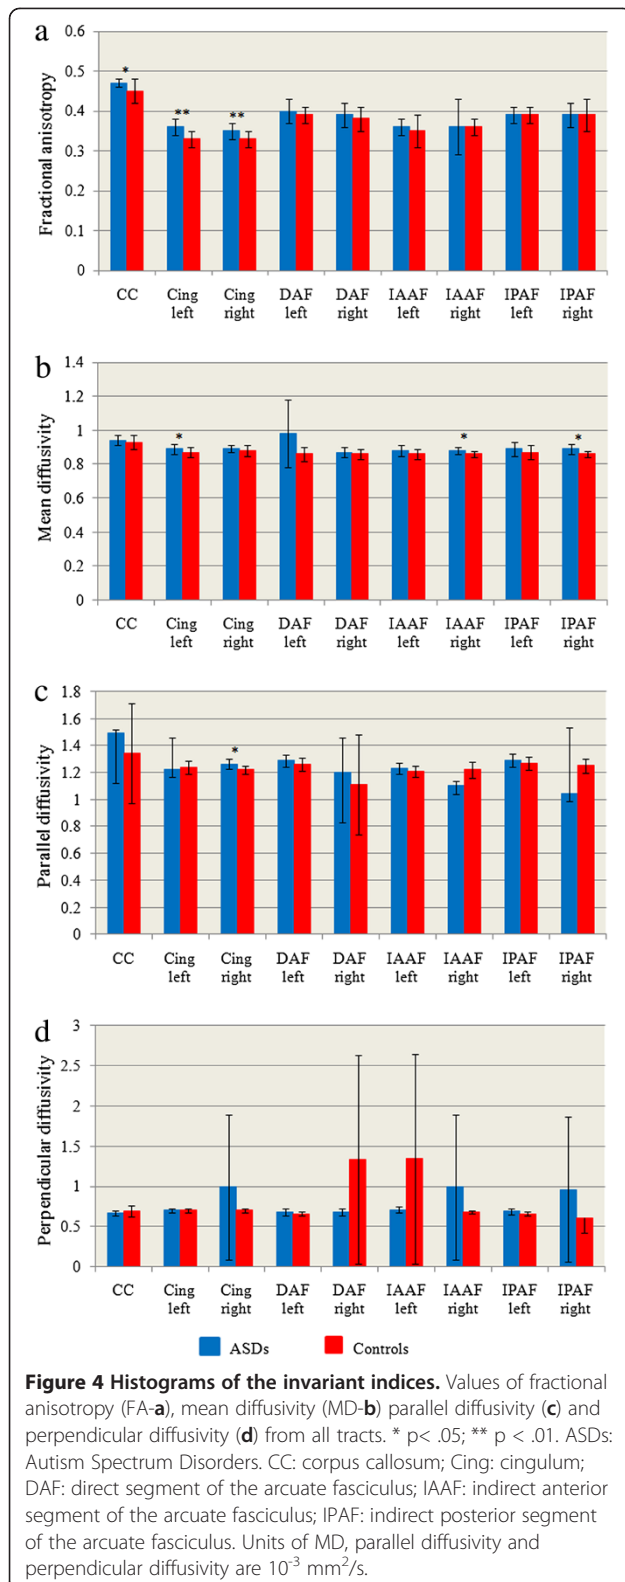 a
Fractional anisotropy
0.6
0.5
0.4
0.3
0.2
0.1
0
*
**
**
CC Cing left Cing right DAF left DAF right IAAF left IAAF right IPAF left IPAF right
b
Mean diffusivity
1.4
1.2
1
0.8
0.6
0.4
0.2
0
*
*
*
CC Cing left Cing right DAF left DAF right IAAF left IAAF right IPAF left IPAF right
c
Parallel diffusivity
1.8
1.6
1.4
1.2
1
0.8
0.6
0.4
0.2
0
*
CC Cing left Cing right DAF left DAF right IAAF left IAAF right IPAF left IPAF right
d
Perpendicular diffusivity
3
2.5
2
1.5
1
0.5
0
CC Cing left Cing right DAF left DAF right IAAF left IAAF right IPAF left IPAF right
ASDs Controls
Figure 4 Histograms of the invariant indices. Values of fractional
anisotropy (FA-a), mean diffusivity (MD-b) parallel diffusivity (c) and
perpendicular diffusivity (d) from all tracts. * p< .05; ** p < .01. ASDs:
Autism Spectrum Disorders. CC: corpus callosum; Cing: cingulum;
DAF: direct segment of the arcuate fasciculus; IAAF: indirect anterior
segment of the arcuate fasciculus; IPAF: indirect posterior segment
of the arcuate fasciculus. Units of MD, parallel diffusivity and
perpendicular diffusivity are 10⁻³ mm²/s.